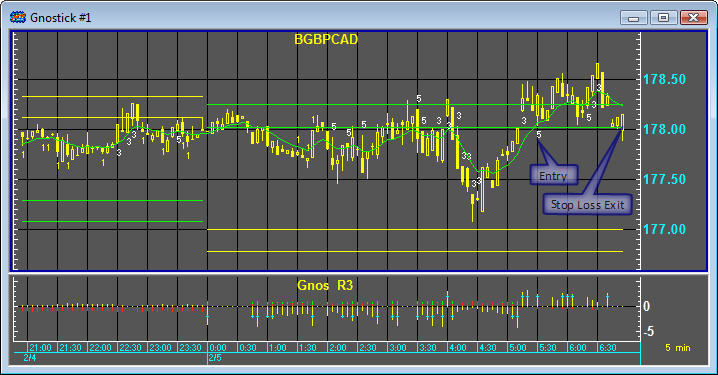 Gnostick #1
BGBPCAD
178.50
178.00
177.50
177.00
Entry
Stop Loss Exit
Gnos R3
0
-5
21:00 21:30 22:00 22:30 23:00 23:30 0:00 0:30 1:00 1:30 2:00 2:30 3:00 3:30 4:00 4:30 5:00 5:30 6:00 6:30
5 min
2/4 2/5